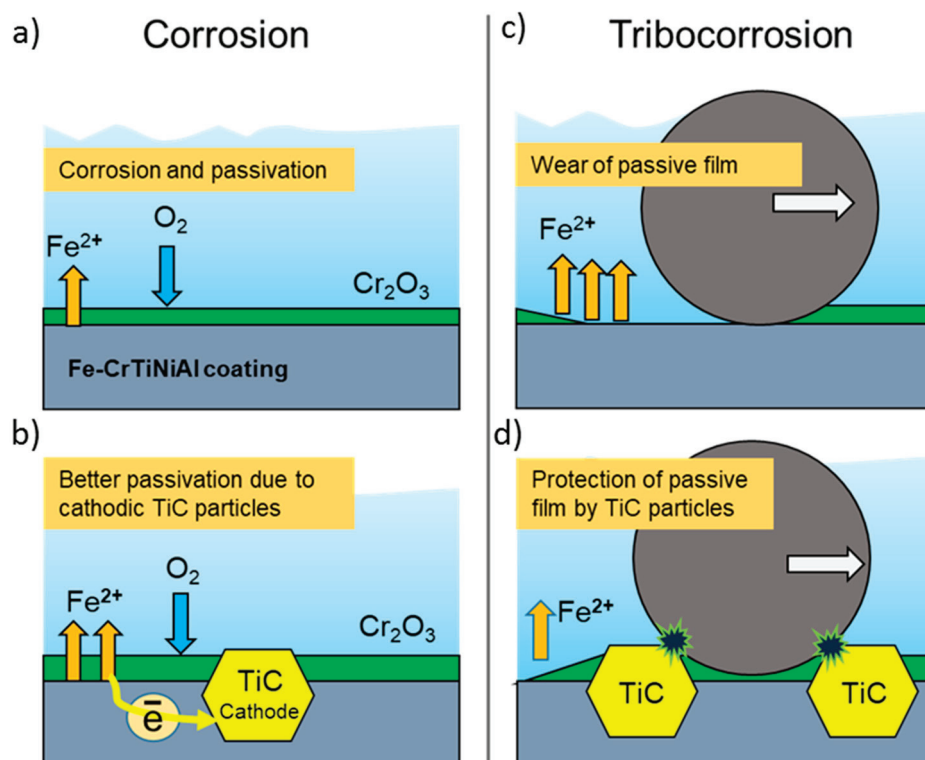 a)
Corrosion
Corrosion and passivation
O₂
Fe²⁺
Cr₂O₃
Fe-CrTiNiAl coating
b)
Better passivation due to
cathodic TiC particles
O₂
Fe²⁺
Cr₂O₃
TiC
Cathode
ē
c)
Tribocorrosion
Wear of passive film
Fe²⁺
d)
Protection of passive
film by TiC particles
Fe²⁺
TiC
TiC